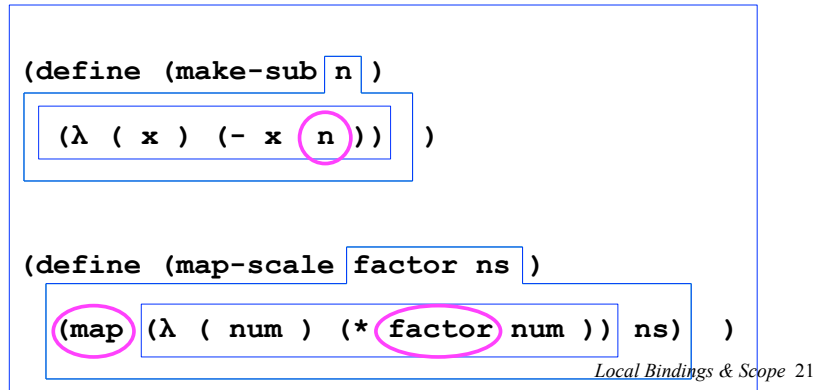 (define (make-sub n )
(λ ( x ) (- x n )) )
(define (map-scale factor ns )
(map (λ ( num ) (* factor num )) ns) )
Local Bindings & Scope 21